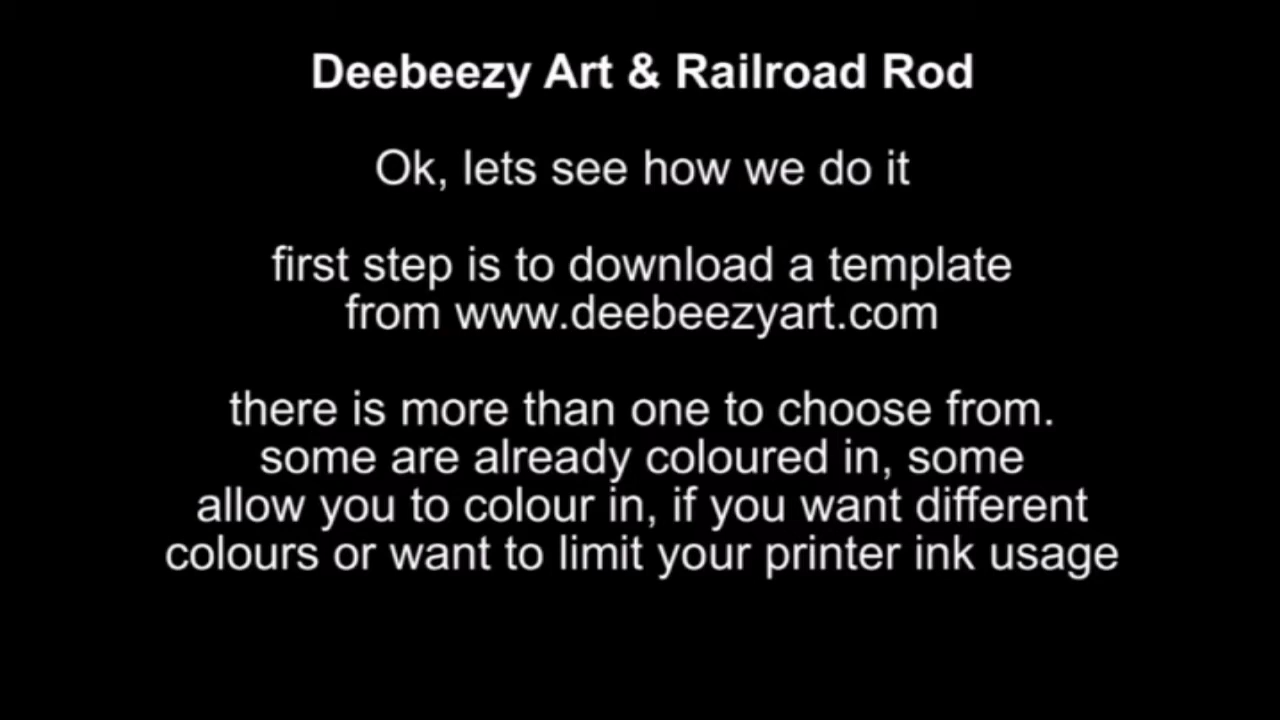 Deebeezy Art & Railroad Rod
Ok, lets see how we do it
first step is to download a template
from www.deebeezyart.com
there is more than one to choose from.
some are already coloured in, some
allow you to colour in, if you want different
colours or want to limit your printer ink usage